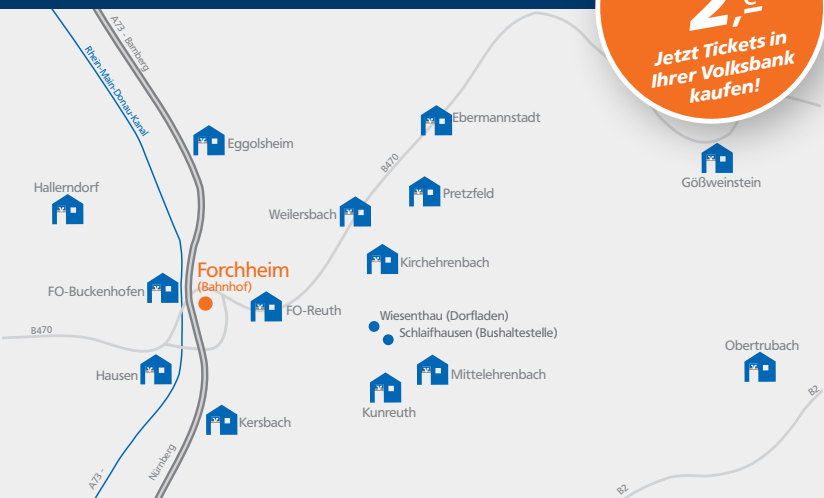 2,€
Jetzt Tickets in
Ihrer Volksbank
kaufen!
A73 - Bamberg
Rhein-Main-Donau-Kanal
Ebermannstadt
Eggolsheim
B470
Gößweinstein
Hallerndorf
Pretzfeld
Weilersbach
Kirchehrenbach
Forchheim
(Bahnhof)
FO-Buckenhofen
FO-Reuth
Wiesenthau (Dorfladen)
B470
Schlaifhausen (Bushaltestelle)
Obertrubach
Hausen
Mittelehrenbach
B2
Kunreuth
Kersbach
A73 -
Nürnberg
B2